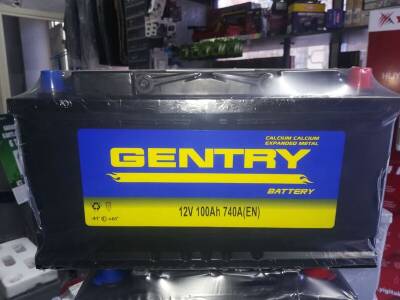 CALCIUM CALCIUM
EXPANDED METAL
GENTRY
BATTERY
12V 100Ah 740A(EN)